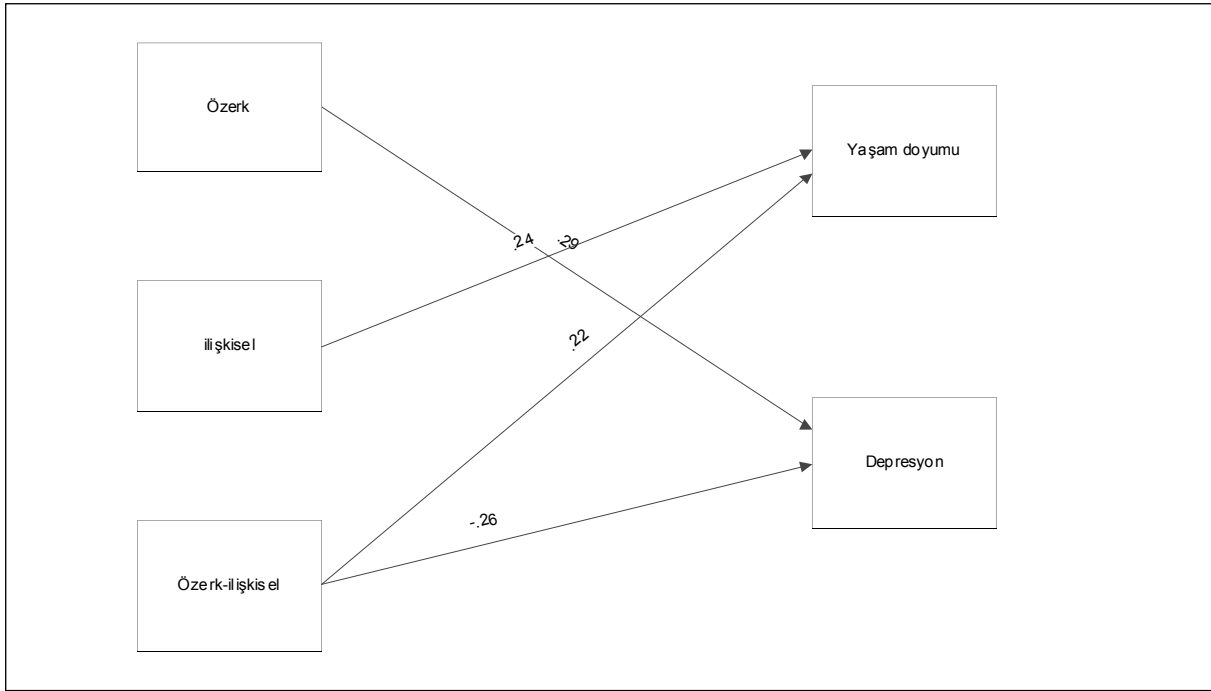 Özerk
Yaşam doyumu
.24
.29
ilişkisel
.22
Depresyon
-.26
Özerk-ilişkisel